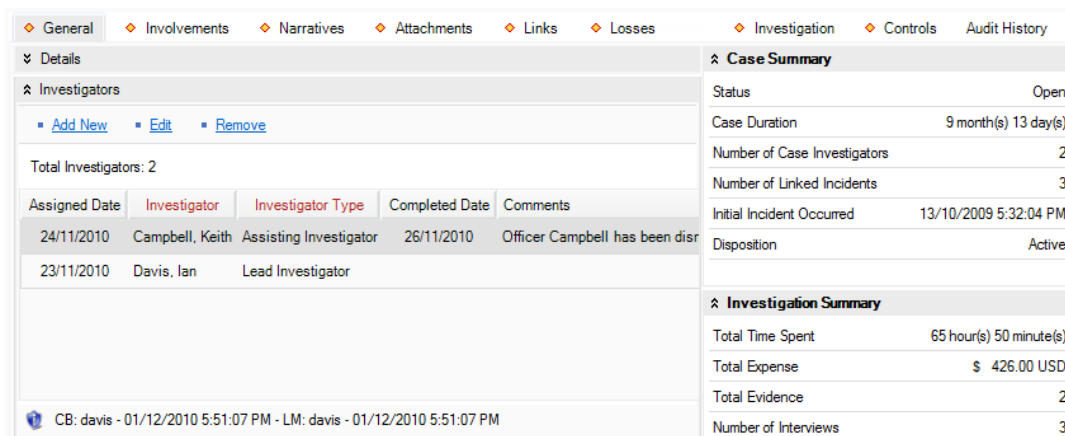 General Involvements Narratives Attachments Links Losses Investigation Controls Audit History
Details
Investigators
Add New Edit Remove
Total Investigators: 2
Assigned Date Investigator Investigator Type Completed Date Comments
24/11/2010 Campbell, Keith Assisting Investigator 26/11/2010 Officer Campbell has been
23/11/2010 Davis, Ian Lead Investigator
CB: davis - 01/12/2010 5:51:07 PM - LM: davis - 01/12/2010 5:51:07 PM
Case Summary
Status Open
Case Duration 9 month(s) 13 day(s)
Number of Case Investigators 2
Number of Linked Incidents 3
Initial Incident Occurred 13/10/2009 5:32:04 PM
Disposition Active
Investigation Summary
Total Time Spent 65 hour(s) 50 minute(s)
Total Expense $ 426.00 USD
Total Evidence 2
Number of Interviews 3